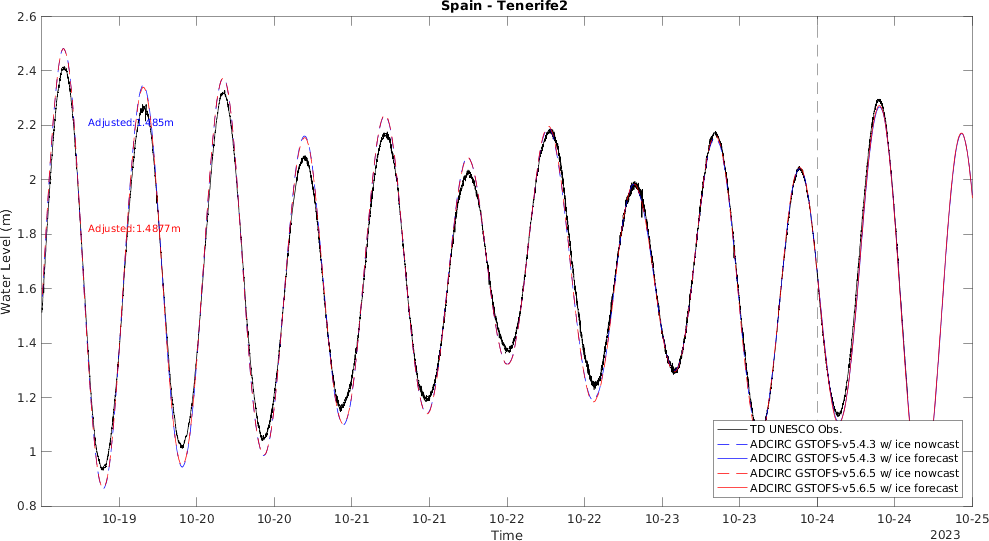 Spain - Tenerife2
2.6
2.4
2.2
2
1.8
1.6
1.4
1.2
1
0.8
Water Level (m)
Adjusted:1.485m
Adjusted:1.4877m
TD UNESCO Obs.
ADCIRC GSTOFS-v5.4.3 w/ ice nowcast
ADCIRC GSTOFS-v5.4.3 w/ ice forecast
ADCIRC GSTOFS-v5.6.5 w/ ice nowcast
ADCIRC GSTOFS-v5.6.5 w/ ice forecast
10-19 10-20 10-20 10-21 10-21 10-22 10-22 10-23 10-23 10-24 10-24 10-25
Time
2023